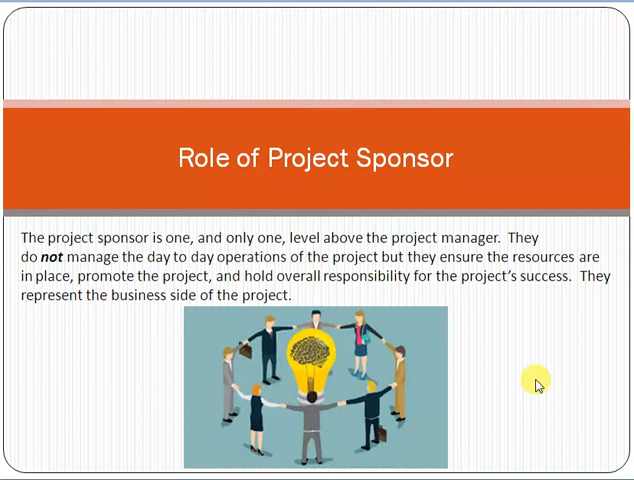 Role of Project Sponsor
The project sponsor is one, and only one, level above the project manager.  They
do not manage the day to day operations of the project but they ensure the resources are
in place, promote the project, and hold overall responsibility for the project’s success.  They
represent the business side of the project.